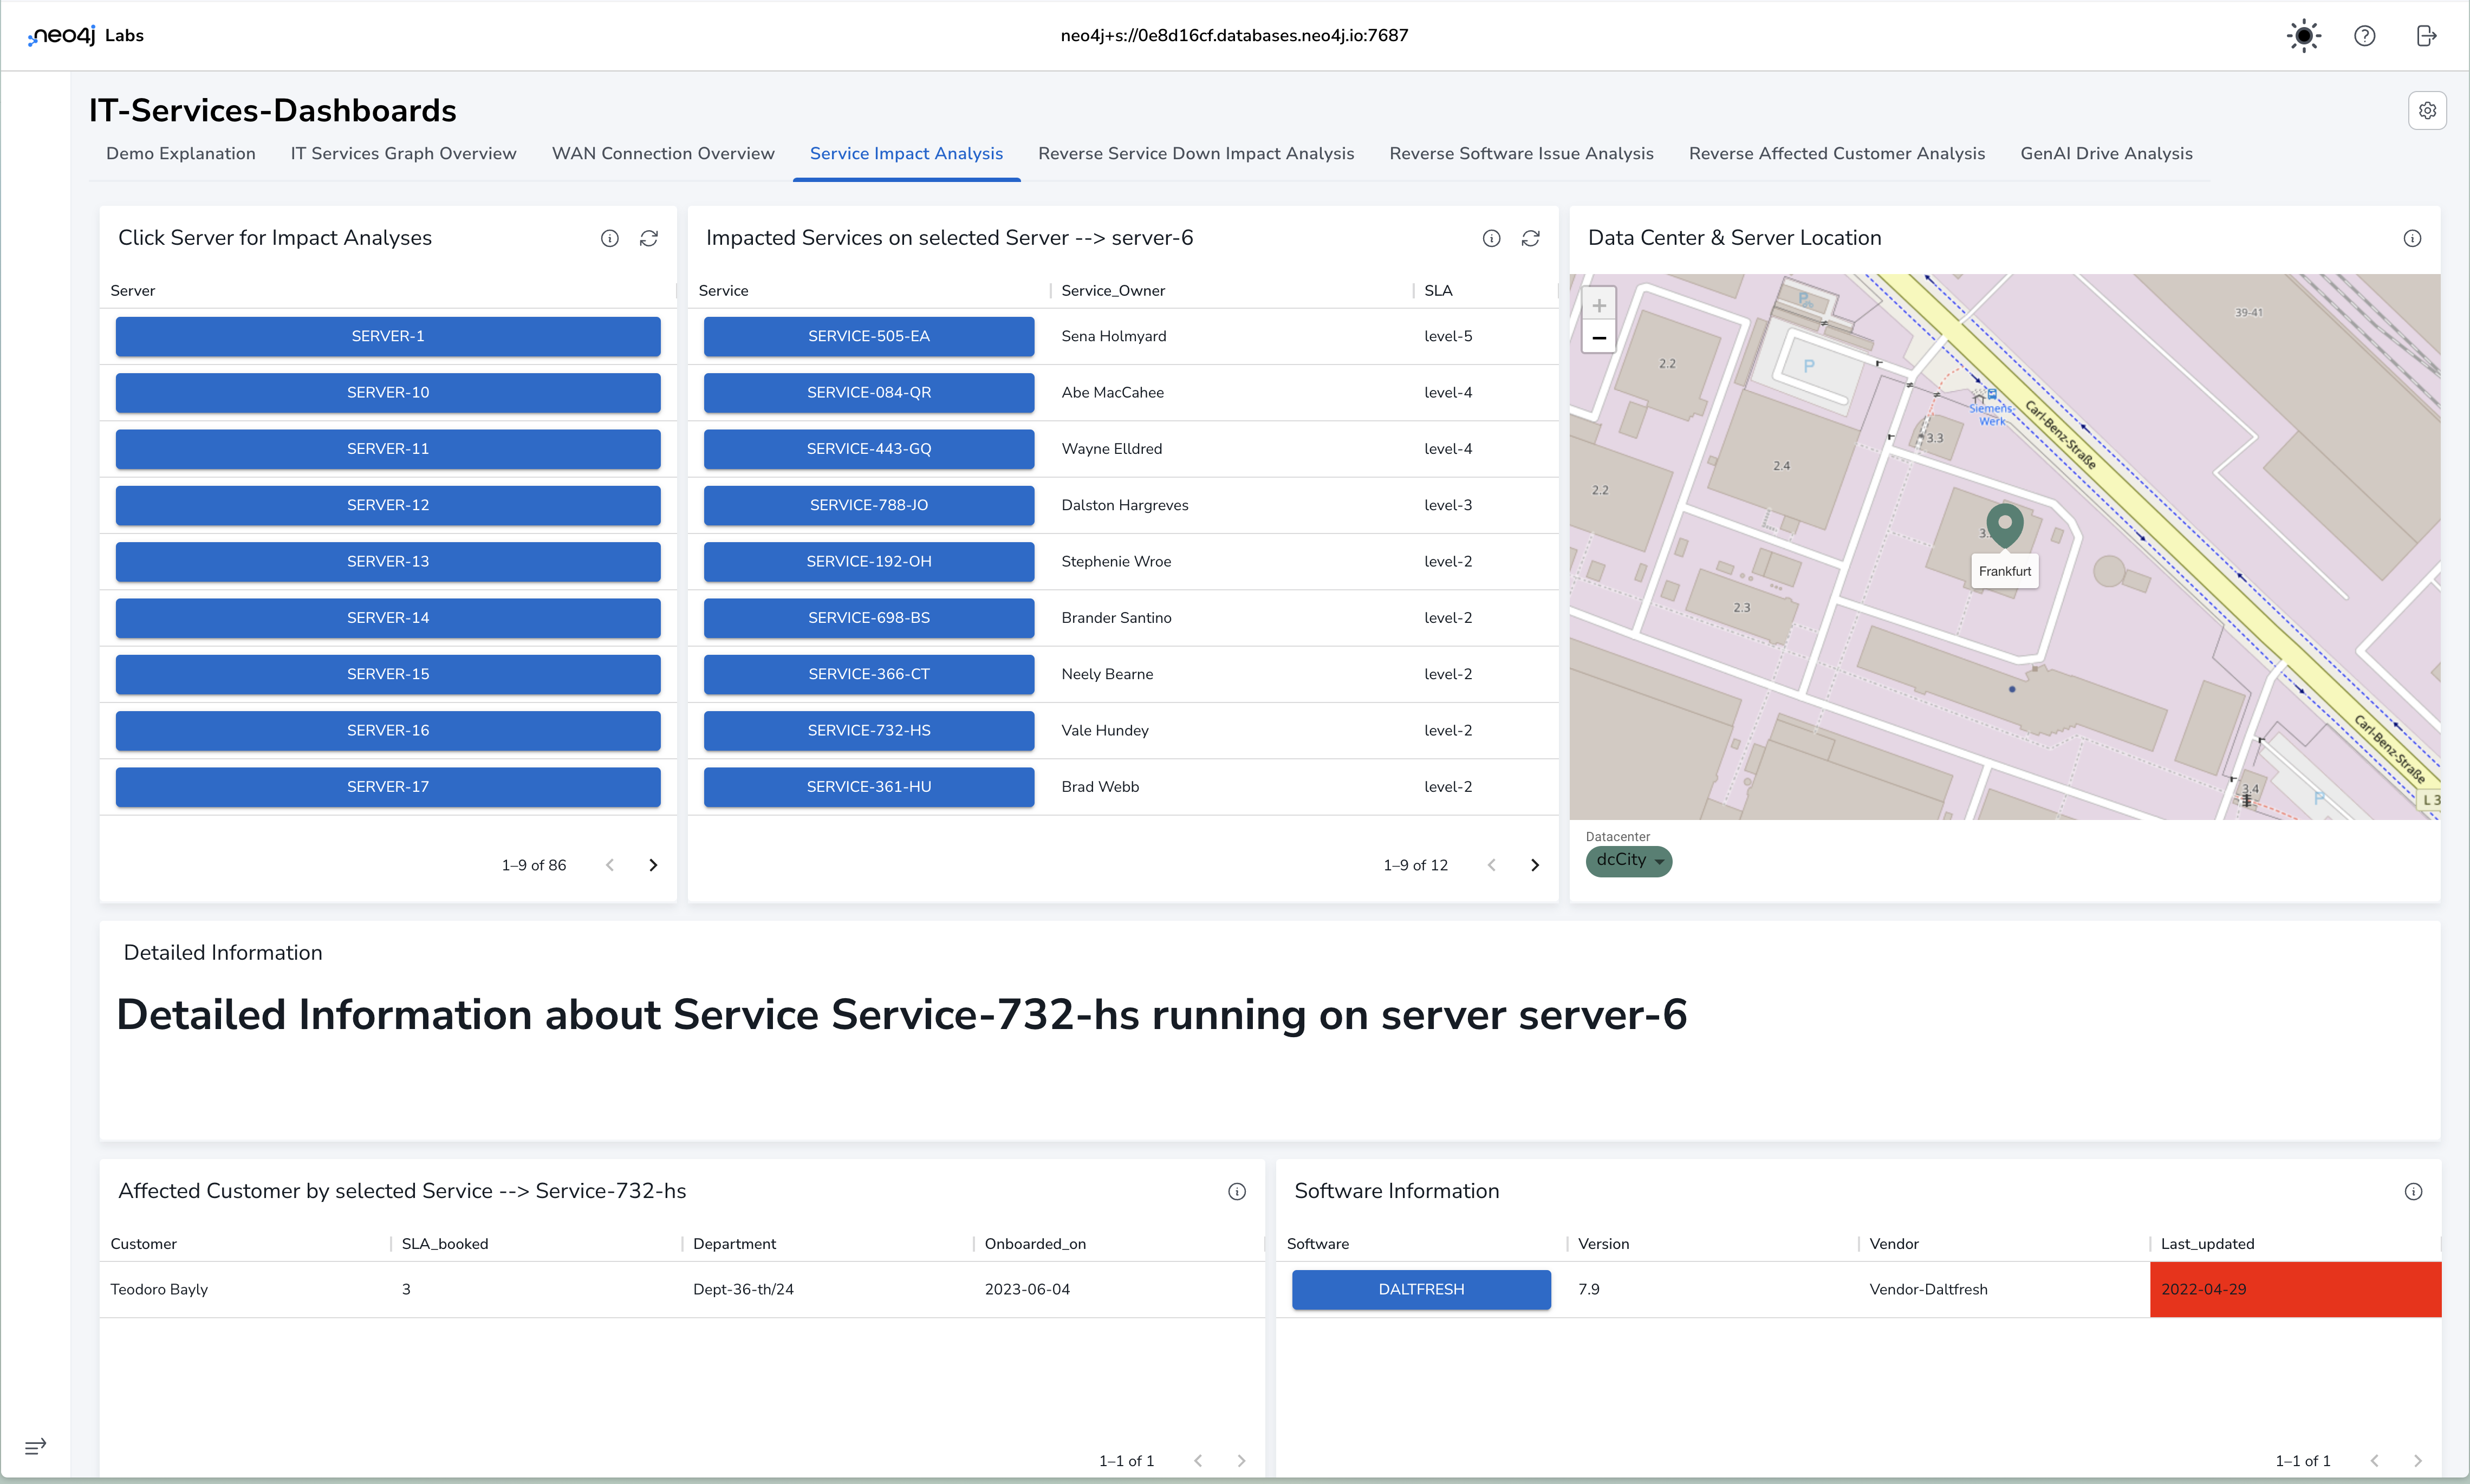 neo4j Labs
neo4j+s://0e8d16cf.databases.neo4j.io:7687
IT-Services-Dashboards
Demo Explanation
IT Services Graph Overview
WAN Connection Overview
Service Impact Analysis
Reverse Service Down Impact Analysis
Reverse Software Issue Analysis
Reverse Affected Customer Analysis
GenAI Drive Analysis
Click Server for Impact Analyses
Server
SERVER-1
SERVER-10
SERVER-11
SERVER-12
SERVER-13
SERVER-14
SERVER-15
SERVER-16
SERVER-17
1–9 of 86
Impacted Services on selected Server --> server-6
Service Service_Owner SLA
SERVICE-505-EA Sena Holmyard level-5
SERVICE-084-QR Abe MacCahee level-4
SERVICE-443-GQ Wayne Elldred level-4
SERVICE-788-JO Dalston Hargreves level-3
SERVICE-192-OH Stephenie Wroe level-2
SERVICE-698-BS Brander Santino level-2
SERVICE-366-CT Neely Bearne level-2
SERVICE-732-HS Vale Hundey level-2
SERVICE-361-HU Brad Webb level-2
1–9 of 12
Data Center & Server Location
+
−
P
39-41
2.2
P
Siemens-
Werk
Carl-Benz-Straße
3.3
2.4
2.2
3.
Frankfurt
2.3
Carl-Benz-Straße
3.4
P
L 3
Datacenter
dcCity
Detailed Information
Detailed Information about Service Service-732-hs running on server server-6
Affected Customer by selected Service --> Service-732-hs
Customer SLA_booked Department Onboarded_on
Teodoro Bayly 3 Dept-36-th/24 2023-06-04
1–1 of 1
Software Information
Software Version Vendor Last_updated
DALTFRESH 7.9 Vendor-Daltfresh 2022-04-29
1–1 of 1